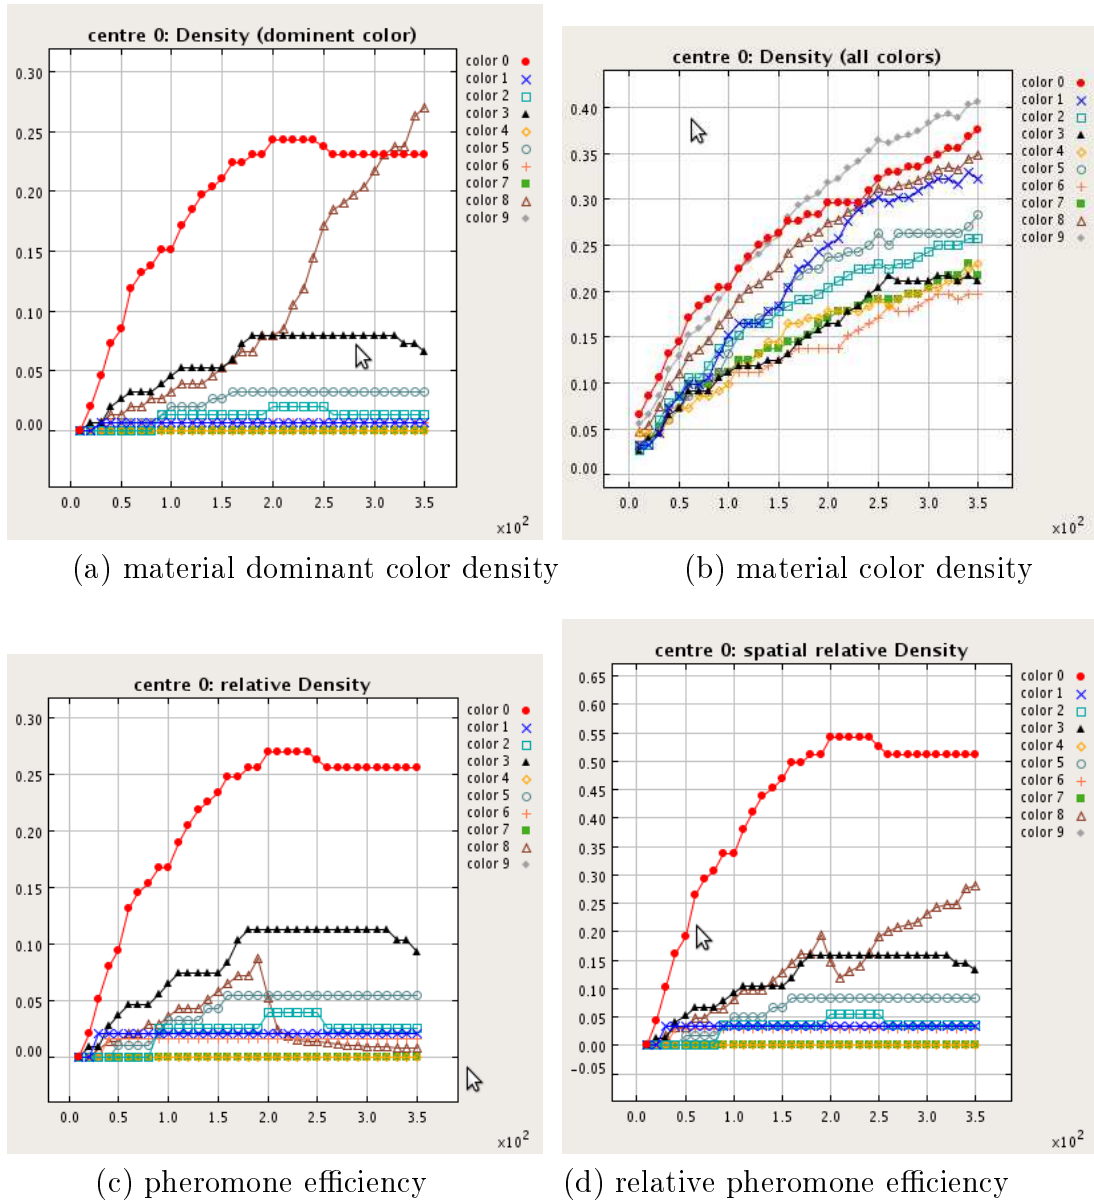 centre 0: Density (dominent color)
0.30
0.25
0.20
0.15
0.10
0.05
0.00
0.0 0.5 1.0 1.5 2.0 2.5 3.0 3.5
x10²
color 0
color 1
color 2
color 3
color 4
color 5
color 6
color 7
color 8
color 9
(a) material dominant color density
centre 0: Density (all colors)
0.40
0.35
0.30
0.25
0.20
0.15
0.10
0.05
0.00
0.0 0.5 1.0 1.5 2.0 2.5 3.0 3.5
x10²
color 0
color 1
color 2
color 3
color 4
color 5
color 6
color 7
color 8
color 9
(b) material color density
centre 0: relative Density
0.30
0.25
0.20
0.15
0.10
0.05
0.00
0.0 0.5 1.0 1.5 2.0 2.5 3.0 3.5
x10²
color 0
color 1
color 2
color 3
color 4
color 5
color 6
color 7
color 8
color 9
(c) pheromone efficiency
centre 0: spatial relative Density
0.65
0.60
0.55
0.50
0.45
0.40
0.35
0.30
0.25
0.20
0.15
0.10
0.05
0.00
-0.05
0.0 0.5 1.0 1.5 2.0 2.5 3.0 3.5
x10²
color 0
color 1
color 2
color 3
color 4
color 5
color 6
color 7
color 8
color 9
(d) relative pheromone efficiency